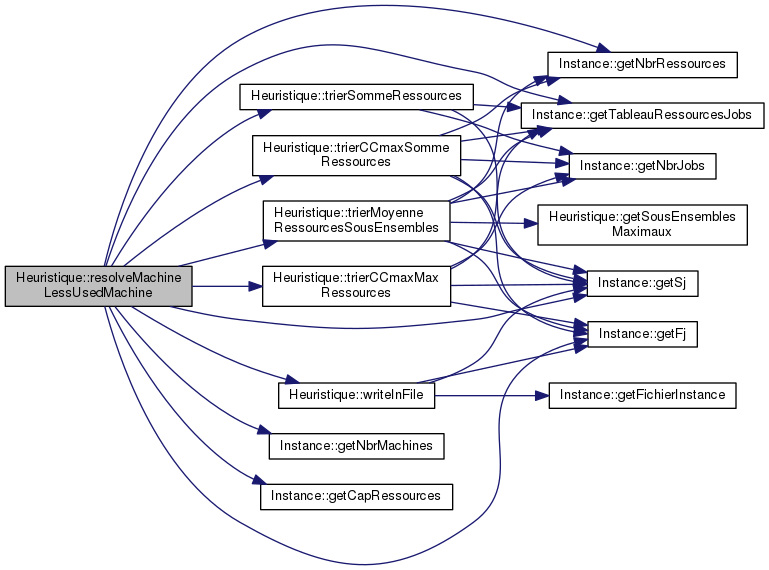 Heuristique::resolveMachine
LessUsedMachine
Heuristique::trierSommeRessources
Heuristique::trierCCmaxSomme
Ressources
Heuristique::trierMoyenne
RessourcesSousEnsembles
Heuristique::trierCCmaxMax
Ressources
Heuristique::writeInFile
Instance::getNbrMachines
Instance::getCapRessources
Instance::getNbrRessources
Instance::getTableauRessourcesJobs
Instance::getNbrJobs
Heuristique::getSousEnsembles
Maximaux
Instance::getSj
Instance::getFj
Instance::getFichierInstance